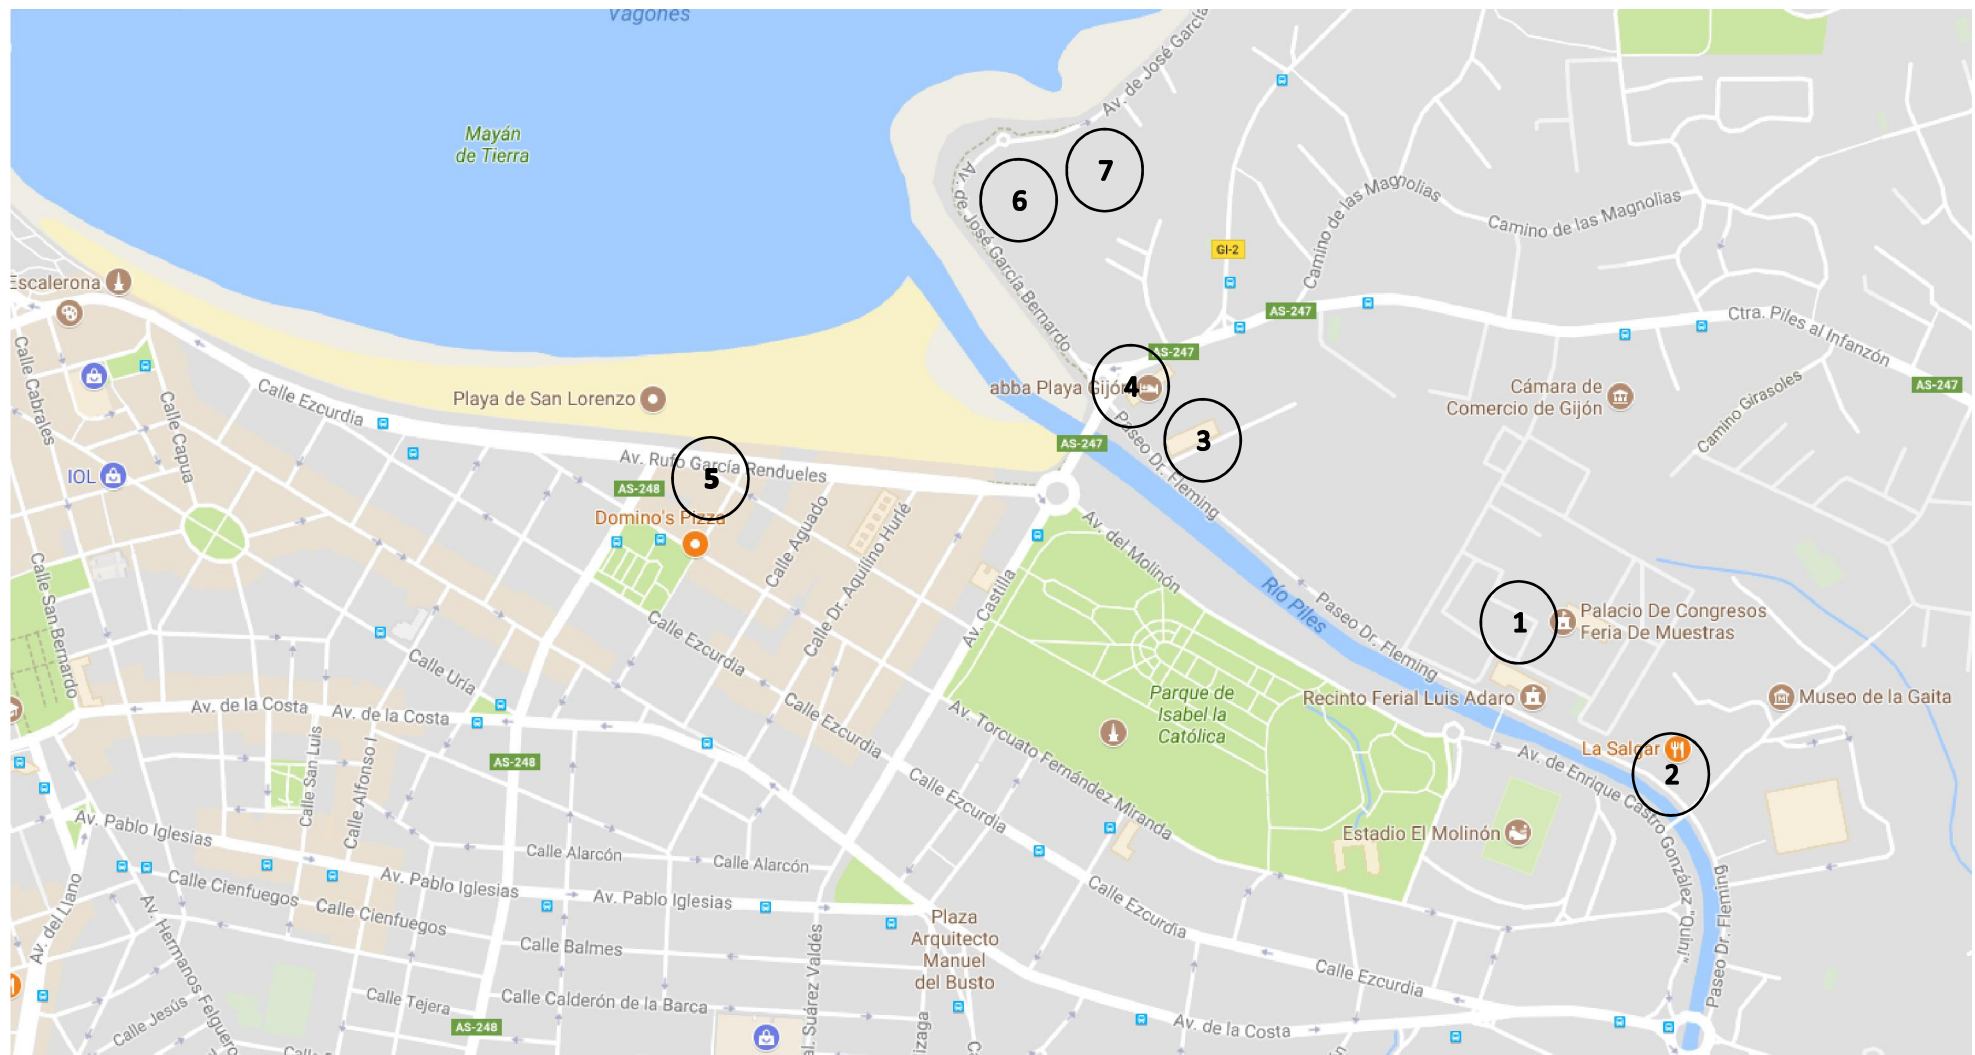 Vagones
Mayán
de Tierra
Av. de José García
7
6
Av. de José García Bernardo
Camino de las Magnolias
Camino de las Magnolias
GI-2
Escalerona
AS-247
Ctra. Piles al Infanzón
AS-247
AS-247
abba Playa Gijón
4
Playa de San Lorenzo
Cámara de
Comercio de Gijón
Camino Girasoles
Calle Cabrales
Calle Capua
Calle Ezcurdia
AS-247
3
Paseo Dr. Fleming
IOL
Av. Rufo García Rendueles
5
AS-248
Domino's Pizza
Calle Aguado
Calle Dr. Aquilino Hurlé
Av. del Molinón
Av. Castilla
Río Piles
Paseo Dr. Fleming
1
Palacio De Congresos
Feria De Muestras
Calle San Bernardo
Calle Ezcurdia
Calle Uría
Recinto Ferial Luis Adaro
Museo de la Gaita
Parque de
Isabel la
Católica
Av. de la Costa
Av. de la Costa
Calle Ezcurdia
Av. Torcuato Fernández Miranda
La Salgar
2
Av. de Enrique Castro González "Quini"
AS-248
Calle San Luis
Calle Alfonso I
Calle Ezcurdia
Estadio El Molinón
Av. Pablo Iglesias
Calle Alarcón
Calle Alarcón
Av. Pablo Iglesias
Av. Pablo Iglesias
Calle Cienfuegos
Calle Cienfuegos
Calle Ezcurdia
Paseo Dr. Fleming
Av. del Llano
Av. Hermanos Felguero
Plaza
Arquitecto
Manuel
del Busto
Calle Balmes
al. Suárez Valdés
Calle Ezcurdia
Calle Tejera
Calle Calderón de la Barca
Calle Jesús
AS-248
Av. de la Costa